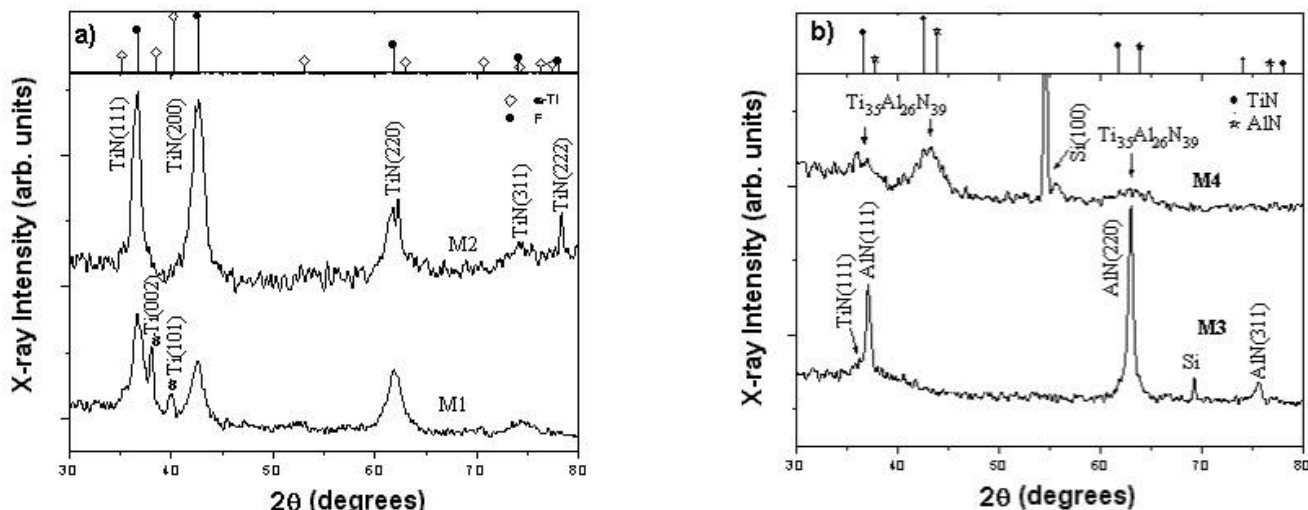 a)
X-ray Intensity (arb. units)
TiN(111)
TiN(200)
TiN(220)
TiN(311)
TiN(222)
M2
Ti(002)
Ti(101)
M1
30 40 50 60 70 80
2θ (degrees)
b)
X-ray Intensity (arb. units)
TiN
AlN
Ti35Al26N39
Si(100)
Ti35Al26N39
M4
TiN(111)
AlN(111)
AlN(220)
M3
Si
AlN(311)
30 40 50 60 70 80
2θ (degrees)